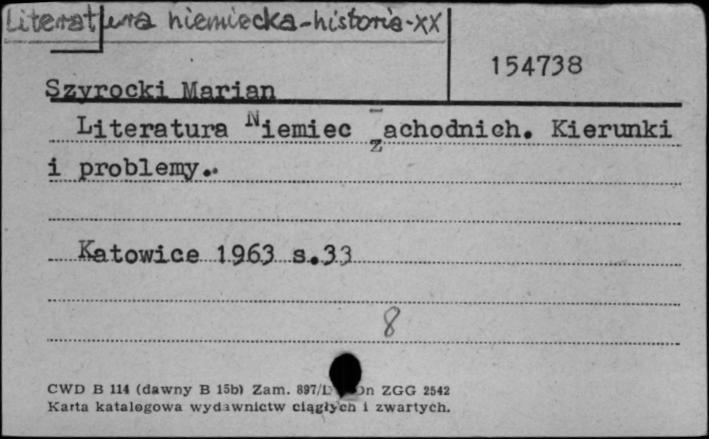 Literatura niemiecka-historia-XX
154738
Szyrocki Marian
Literatura Niemiec zachodnich. Kierunki
i problemy..
Katowice 1963 s.33
8
CWD B 114 (dawny B 15b) Zam. 897/ ZGG 2542
Karta katalogowa wydawnictw ciągłych i zwartych.